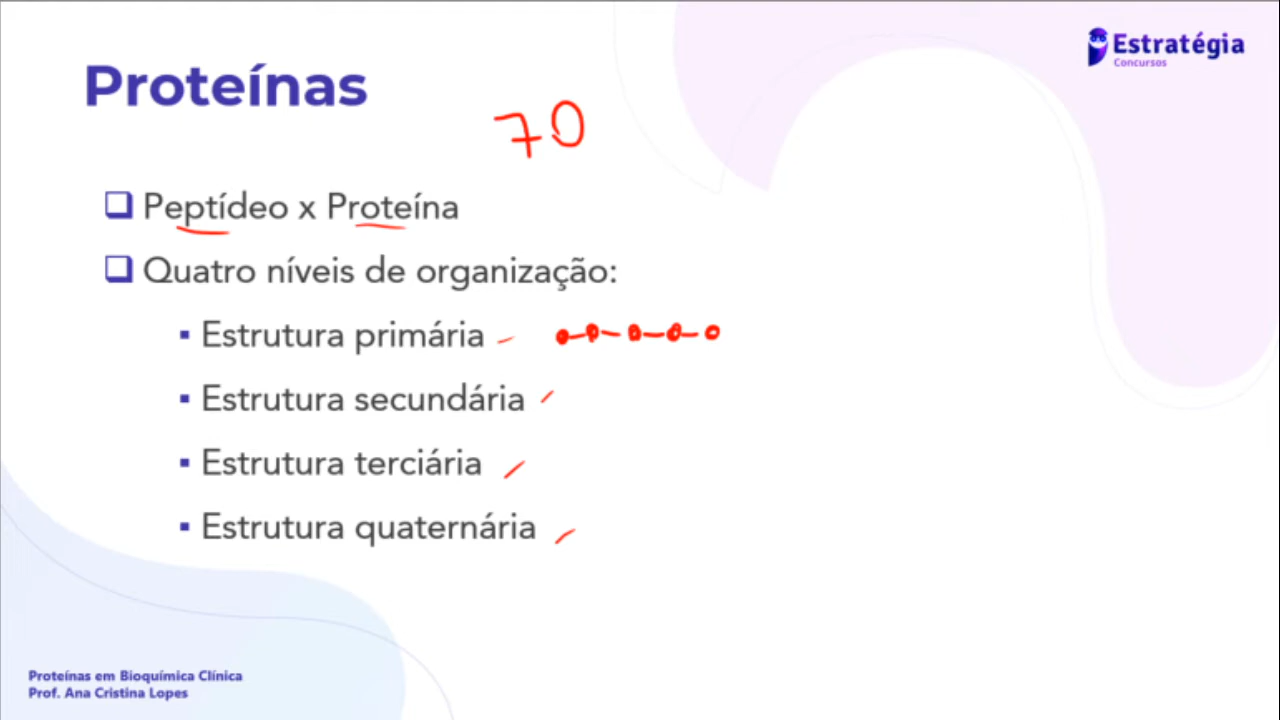 Estratégia
Concursos
Proteínas
70
Peptídeo x Proteína
Quatro níveis de organização:
Estrutura primária
Estrutura secundária
Estrutura terciária
Estrutura quaternária
Proteínas em Bioquímica Clínica
Prof. Ana Cristina Lopes